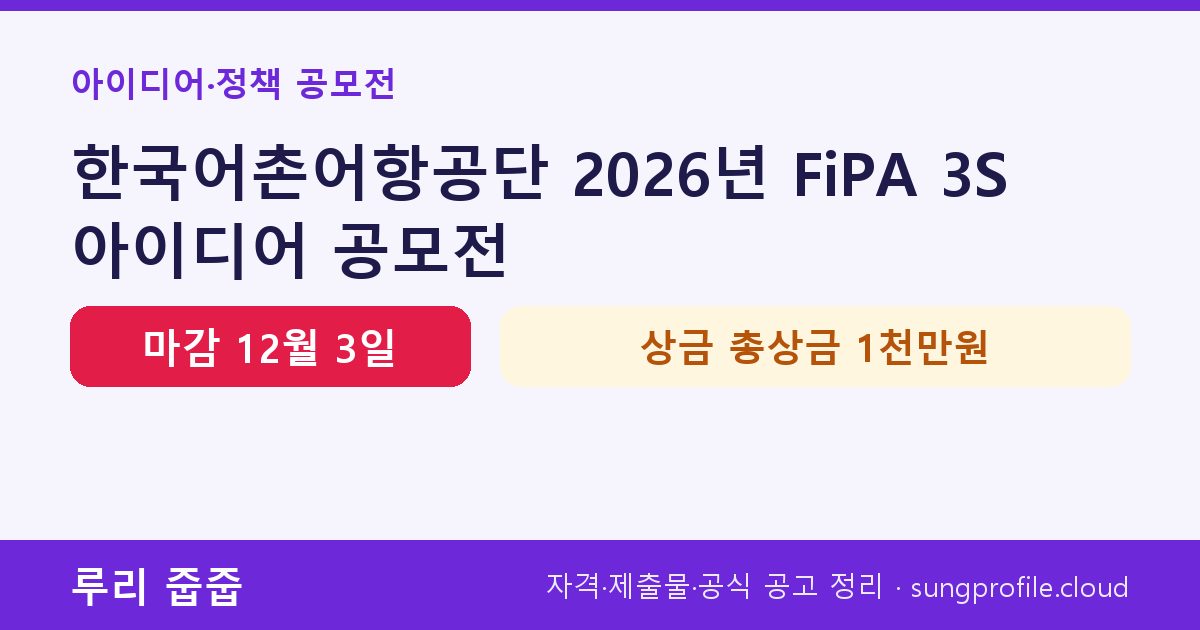 아이디어·정책 공모전
한국어촌어항공단 2026년 FiPA 3S
아이디어 공모전
마감 12월 3일
상금 총상금 1천만원
루리 줍줍
자격·제출물·공식 공고 정리 · sungprofile.cloud